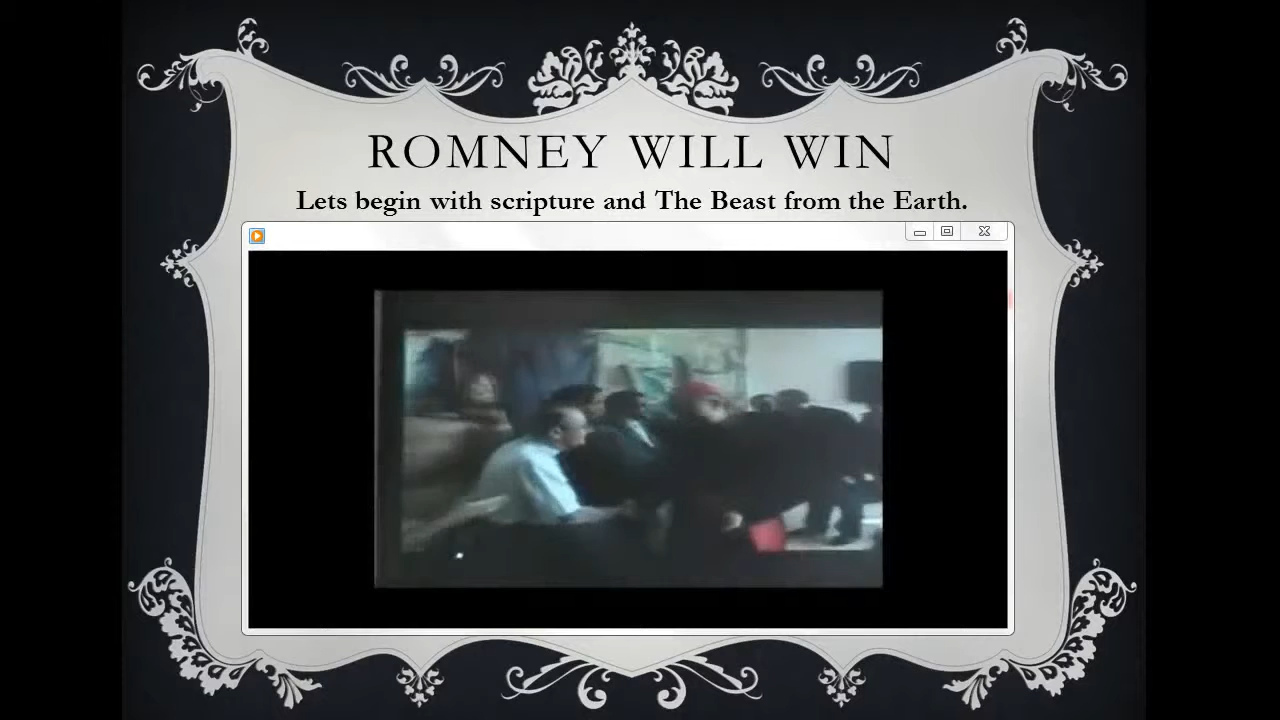 ROMNEY WILL WIN
Lets begin with scripture and The Beast from the Earth.